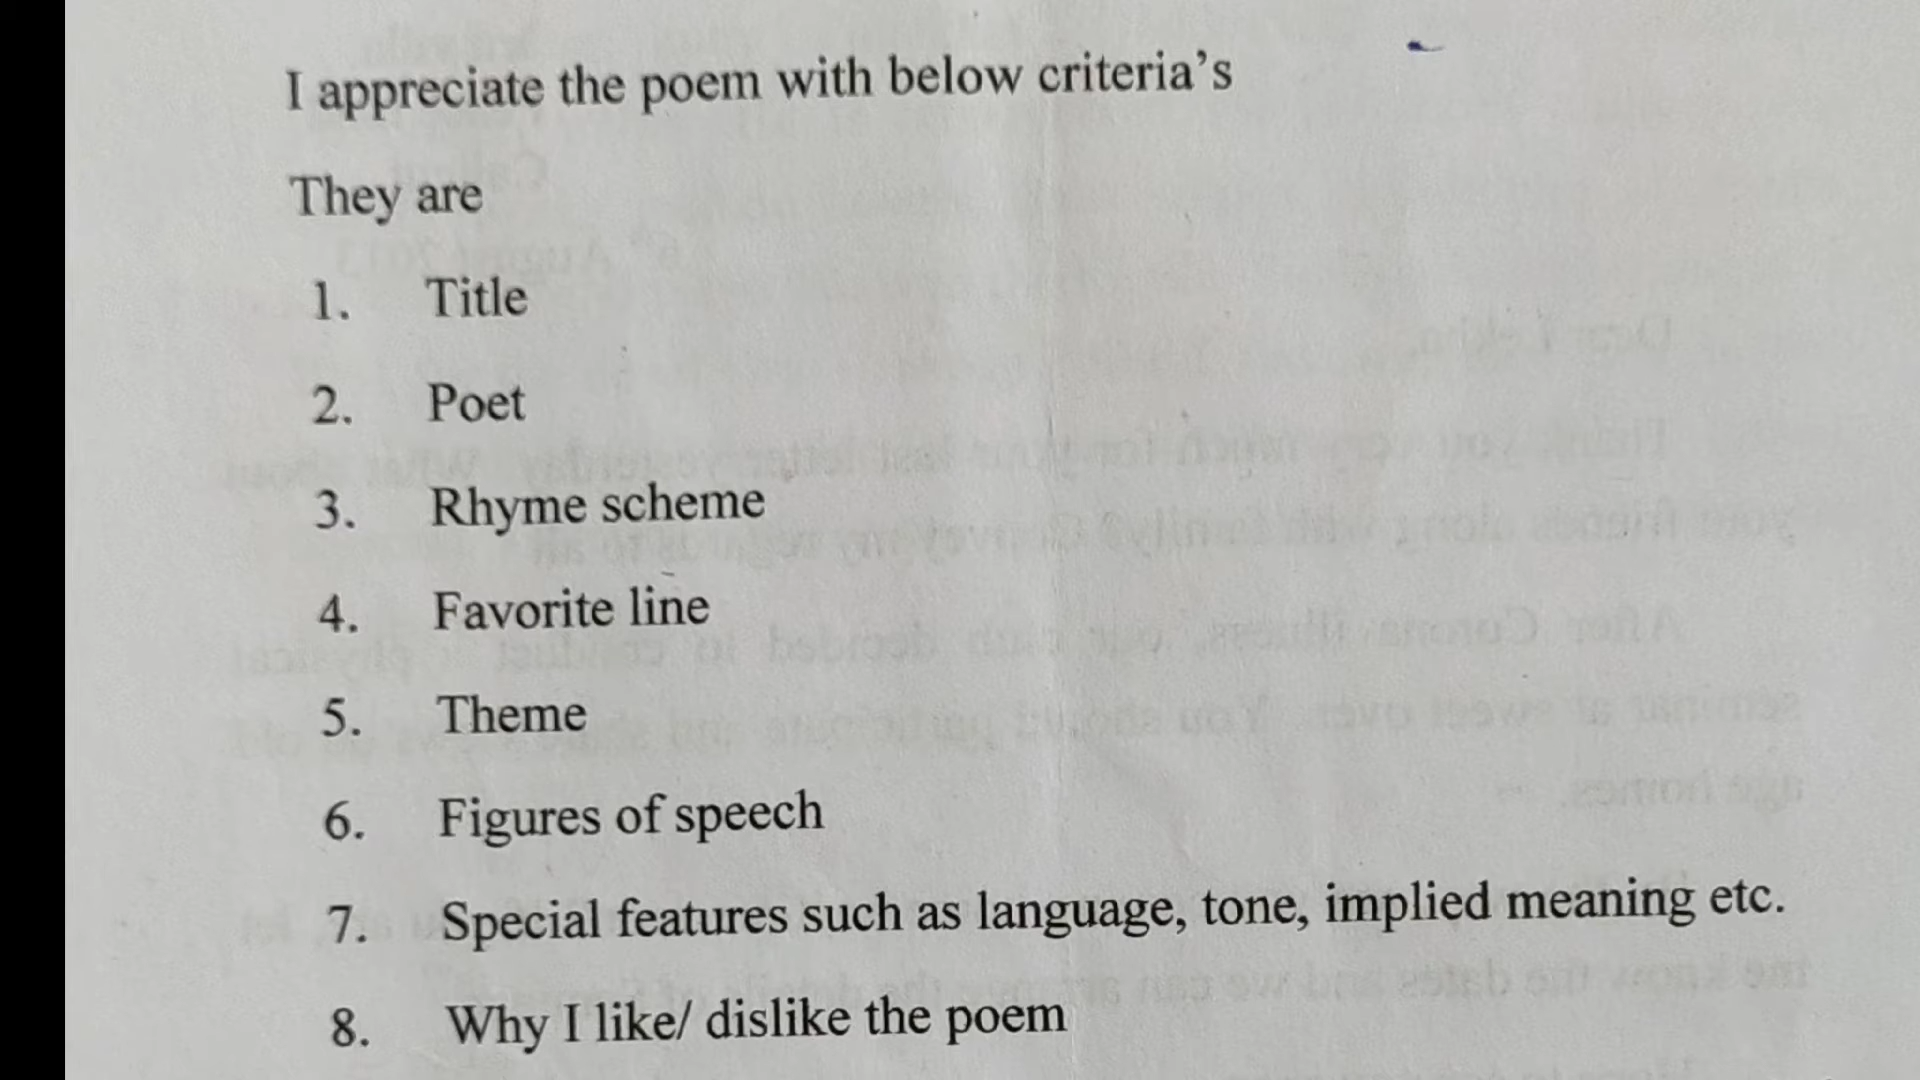 I appreciate the poem with below criteria’s
They are
1. Title
2. Poet
3. Rhyme scheme
4. Favorite line
5. Theme
6. Figures of speech
7. Special features such as language, tone, implied meaning etc.
8. Why I like/ dislike the poem